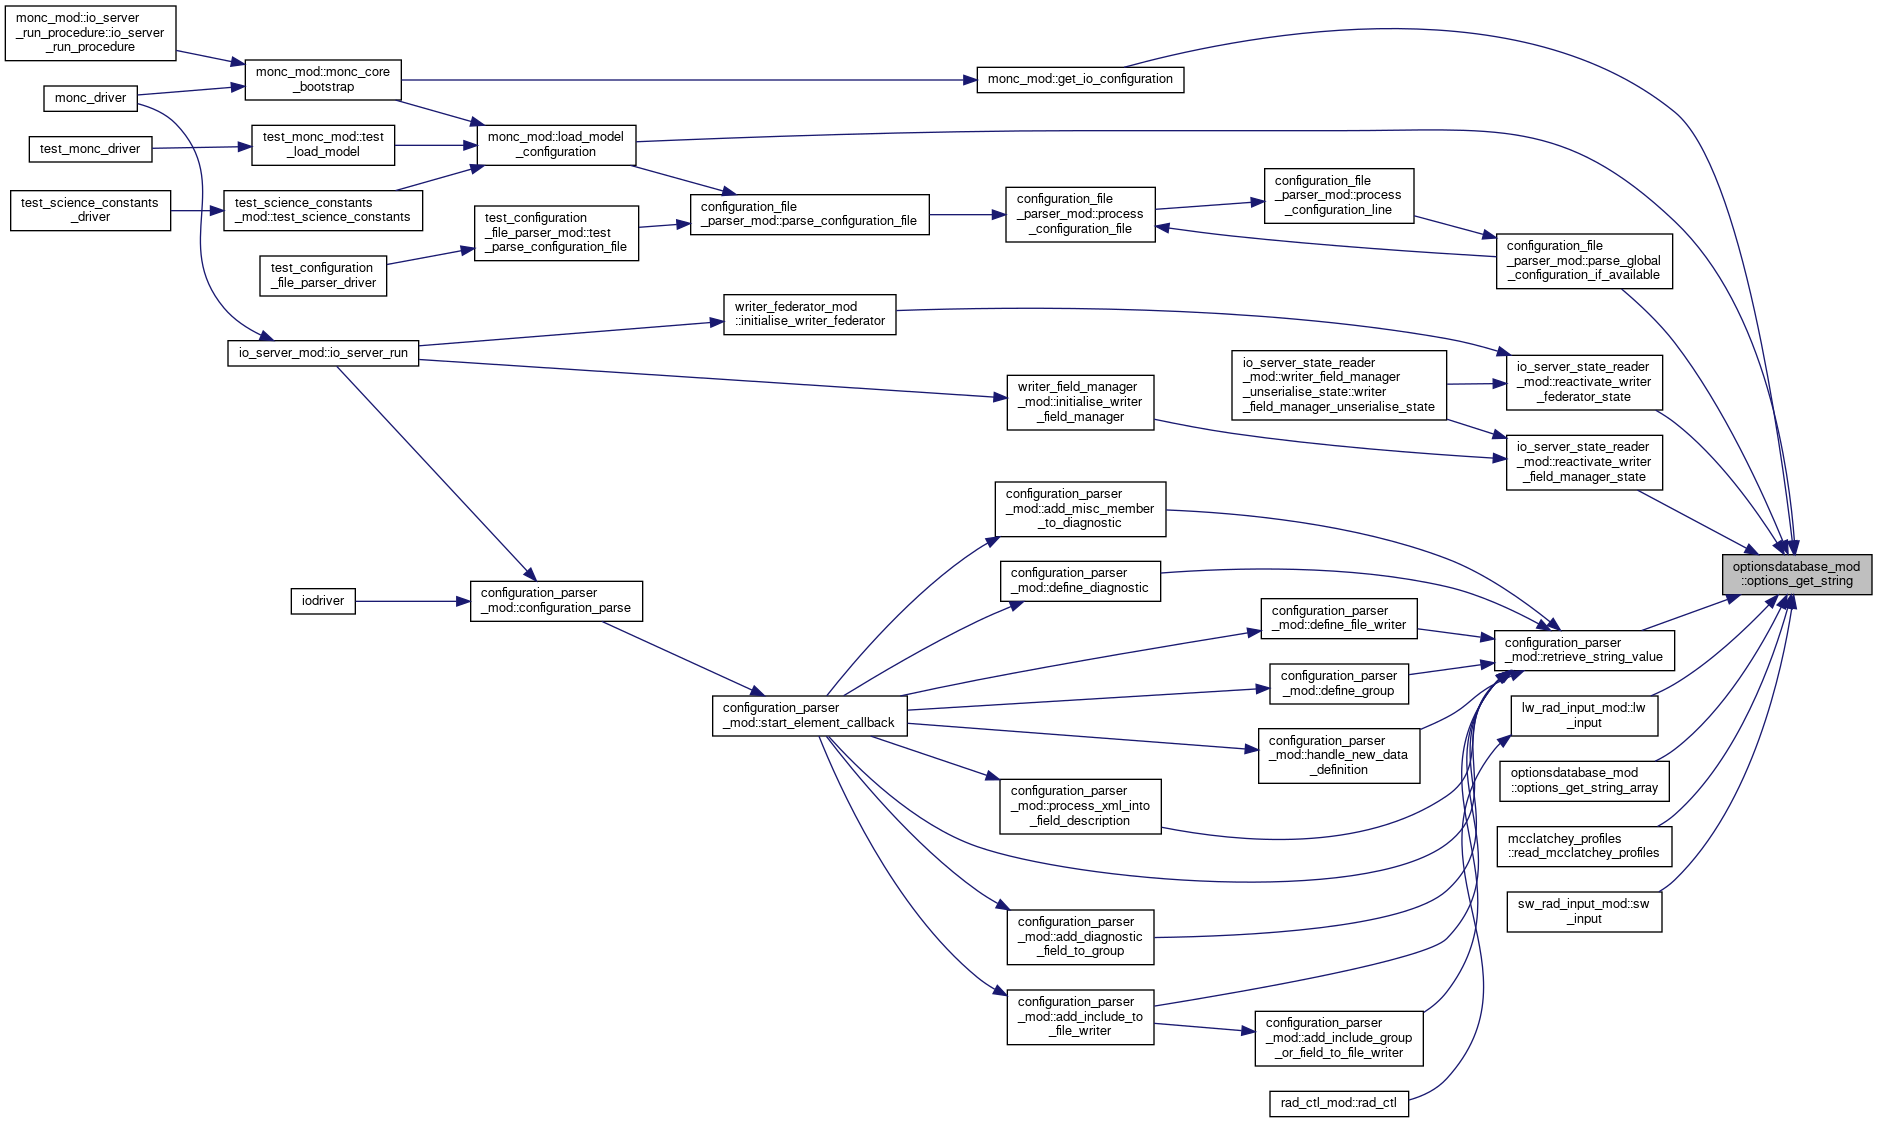 monc_mod::io_server
_run_procedure::io_server
_run_procedure
monc_driver
test_monc_driver
test_science_constants
_driver
monc_mod::monc_core
_bootstrap
test_monc_mod::test
_load_model
test_science_constants
_mod::test_science_constants
test_configuration
_file_parser_driver
io_server_mod::io_server_run
iodriver
monc_mod::load_model
_configuration
test_configuration
_file_parser_mod::test
_parse_configuration_file
configuration_parser
_mod::configuration_parse
configuration_file
_parser_mod::parse_configuration_file
writer_federator_mod
::initialise_writer_federator
configuration_parser
_mod::start_element_callback
monc_mod::get_io_configuration
configuration_file
_parser_mod::process
_configuration_file
writer_field_manager
_mod::initialise_writer
_field_manager
configuration_parser
_mod::add_misc_member
_to_diagnostic
configuration_parser
_mod::define_diagnostic
configuration_parser
_mod::process_xml_into
_field_description
configuration_parser
_mod::add_diagnostic
_field_to_group
configuration_parser
_mod::add_include_to
_file_writer
configuration_file
_parser_mod::process
_configuration_line
io_server_state_reader
_mod::writer_field_manager
_unserialise_state::writer
_field_manager_unserialise_state
configuration_parser
_mod::define_file_writer
configuration_parser
_mod::define_group
configuration_parser
_mod::handle_new_data
_definition
configuration_parser
_mod::add_include_group
_or_field_to_file_writer
rad_ctl_mod::rad_ctl
configuration_file
_parser_mod::parse_global
_configuration_if_available
io_server_state_reader
_mod::reactivate_writer
_federator_state
io_server_state_reader
_mod::reactivate_writer
_field_manager_state
configuration_parser
_mod::retrieve_string_value
lw_rad_input_mod::lw
_input
optionsdatabase_mod
::options_get_string_array
mcclatchey_profiles
::read_mcclatchey_profiles
sw_rad_input_mod::sw
_input
optionsdatabase_mod
::options_get_string